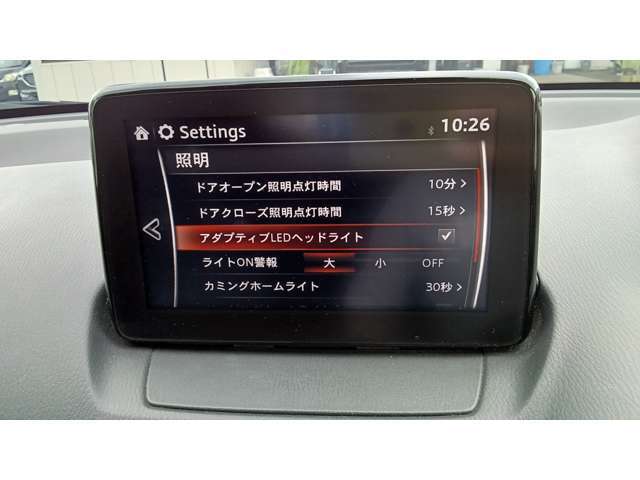 Settings 10:26
照明
ドアオープン照明点灯時間 10分
ドアクローズ照明点灯時間 15秒
アダプティブLEDヘッドライト
ライトON警報 大 小 OFF
カミングホームライト 30秒